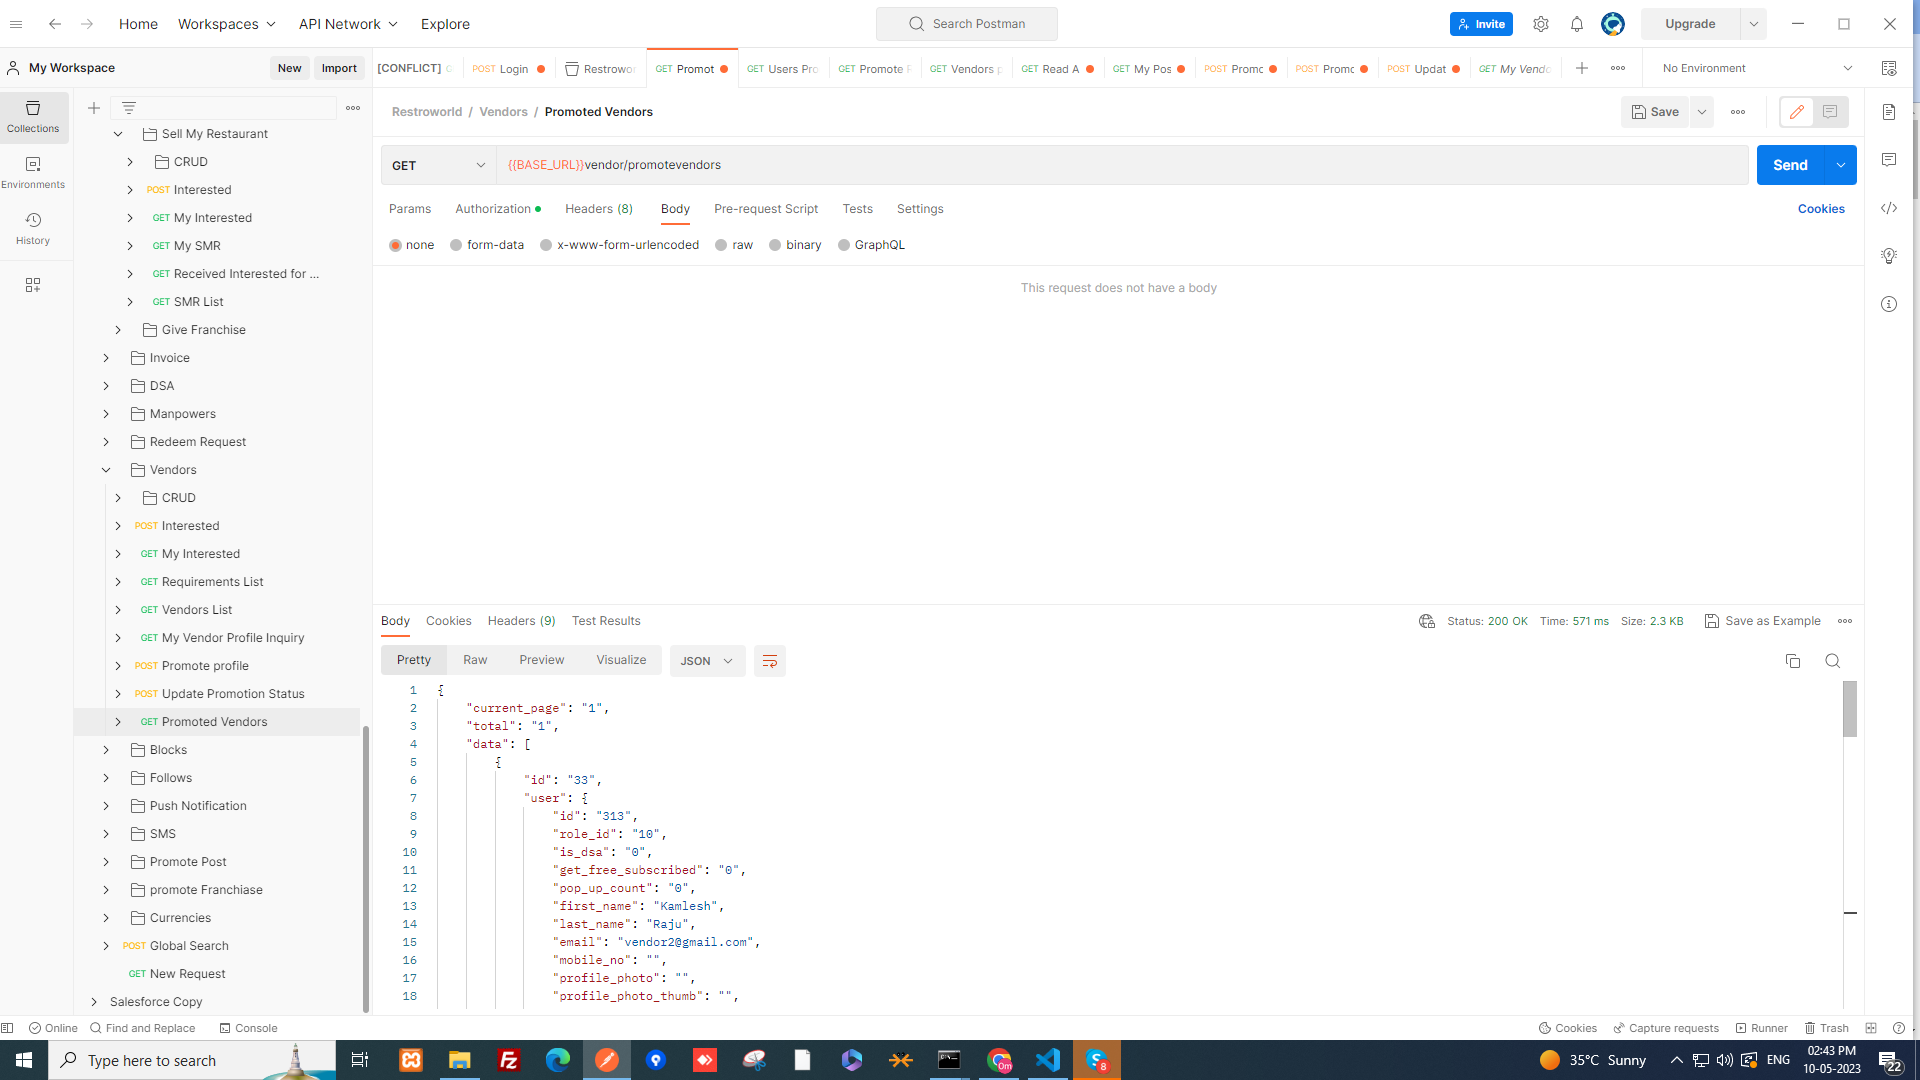 Home
Workspaces
API Network
Explore
Search Postman
Invite
Upgrade
My Workspace
New
Import
[CONFLICT]
POST Login
Restrowor
GET Promot
GET Users Pro
GET Promote
GET Vendors p
GET Read A
GET My Pos
POST Promo
POST Promo
POST Updat
GET My Vendo
No Environment
Collections
Environments
History
Sell My Restaurant
CRUD
POST Interested
GET My Interested
GET My SMR
GET Received Interested for ...
GET SMR List
Give Franchise
Invoice
DSA
Manpowers
Redeem Request
Vendors
CRUD
POST Interested
GET My Interested
GET Requirements List
GET Vendors List
GET My Vendor Profile Inquiry
POST Promote profile
POST Update Promotion Status
GET Promoted Vendors
Blocks
Follows
Push Notification
SMS
Promote Post
promote Franchiase
Currencies
POST Global Search
GET New Request
Salesforce Copy
Restroworld / Vendors / Promoted Vendors
Save
GET
{{BASE_URL}}vendor/promotevendors
Send
Params
Authorization
Headers (8)
Body
Pre-request Script
Tests
Settings
Cookies
none
form-data
x-www-form-urlencoded
raw
binary
GraphQL
This request does not have a body
Body
Cookies
Headers (9)
Test Results
Status: 200 OK
Time: 571 ms
Size: 2.3 KB
Save as Example
Pretty
Raw
Preview
Visualize
JSON
1 {
2 "current_page": "1",
3 "total": "1",
4 "data": [
5 {
6 "id": "33",
7 "user": {
8 "id": "313",
9 "role_id": "10",
10 "is_dsa": "0",
11 "get_free_subscribed": "0",
12 "pop_up_count": "0",
13 "first_name": "Kamlesh",
14 "last_name": "Raju",
15 "email": "vendor2@gmail.com",
16 "mobile_no": "",
17 "profile_photo": "",
18 "profile_photo_thumb": "",
Online
Find and Replace
Console
Cookies
Capture requests
Runner
Trash
Type here to search
0m
8
35°C Sunny
ENG
02:43 PM
10-05-2023
22